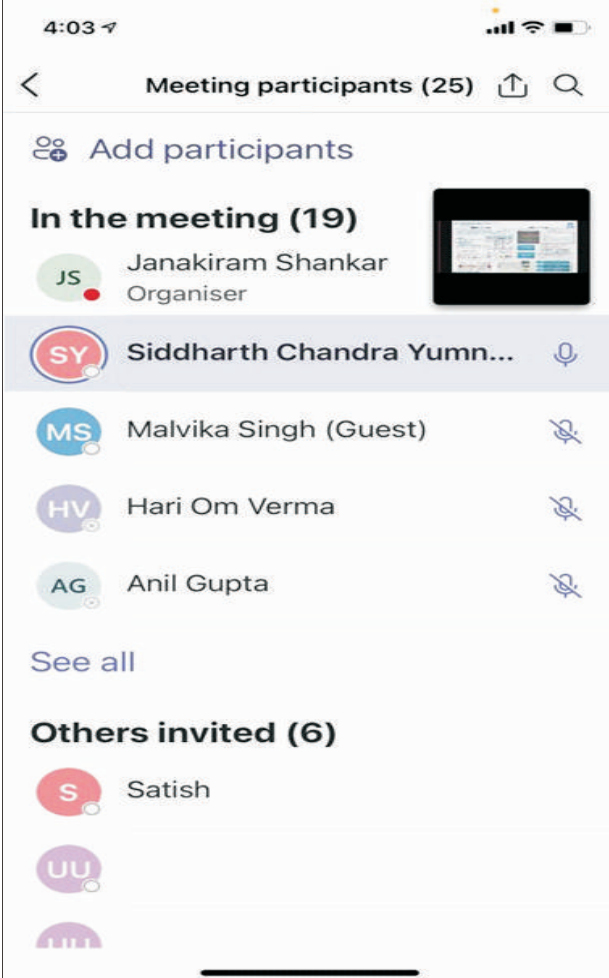 4:03
Meeting participants (25)
Add participants
In the meeting (19)
JS
Janakiram Shankar
Organiser
SY
Siddharth Chandra Yumn...
MS
Malvika Singh (Guest)
HV
Hari Om Verma
AG
Anil Gupta
See all
Others invited (6)
S
Satish
UU
UU